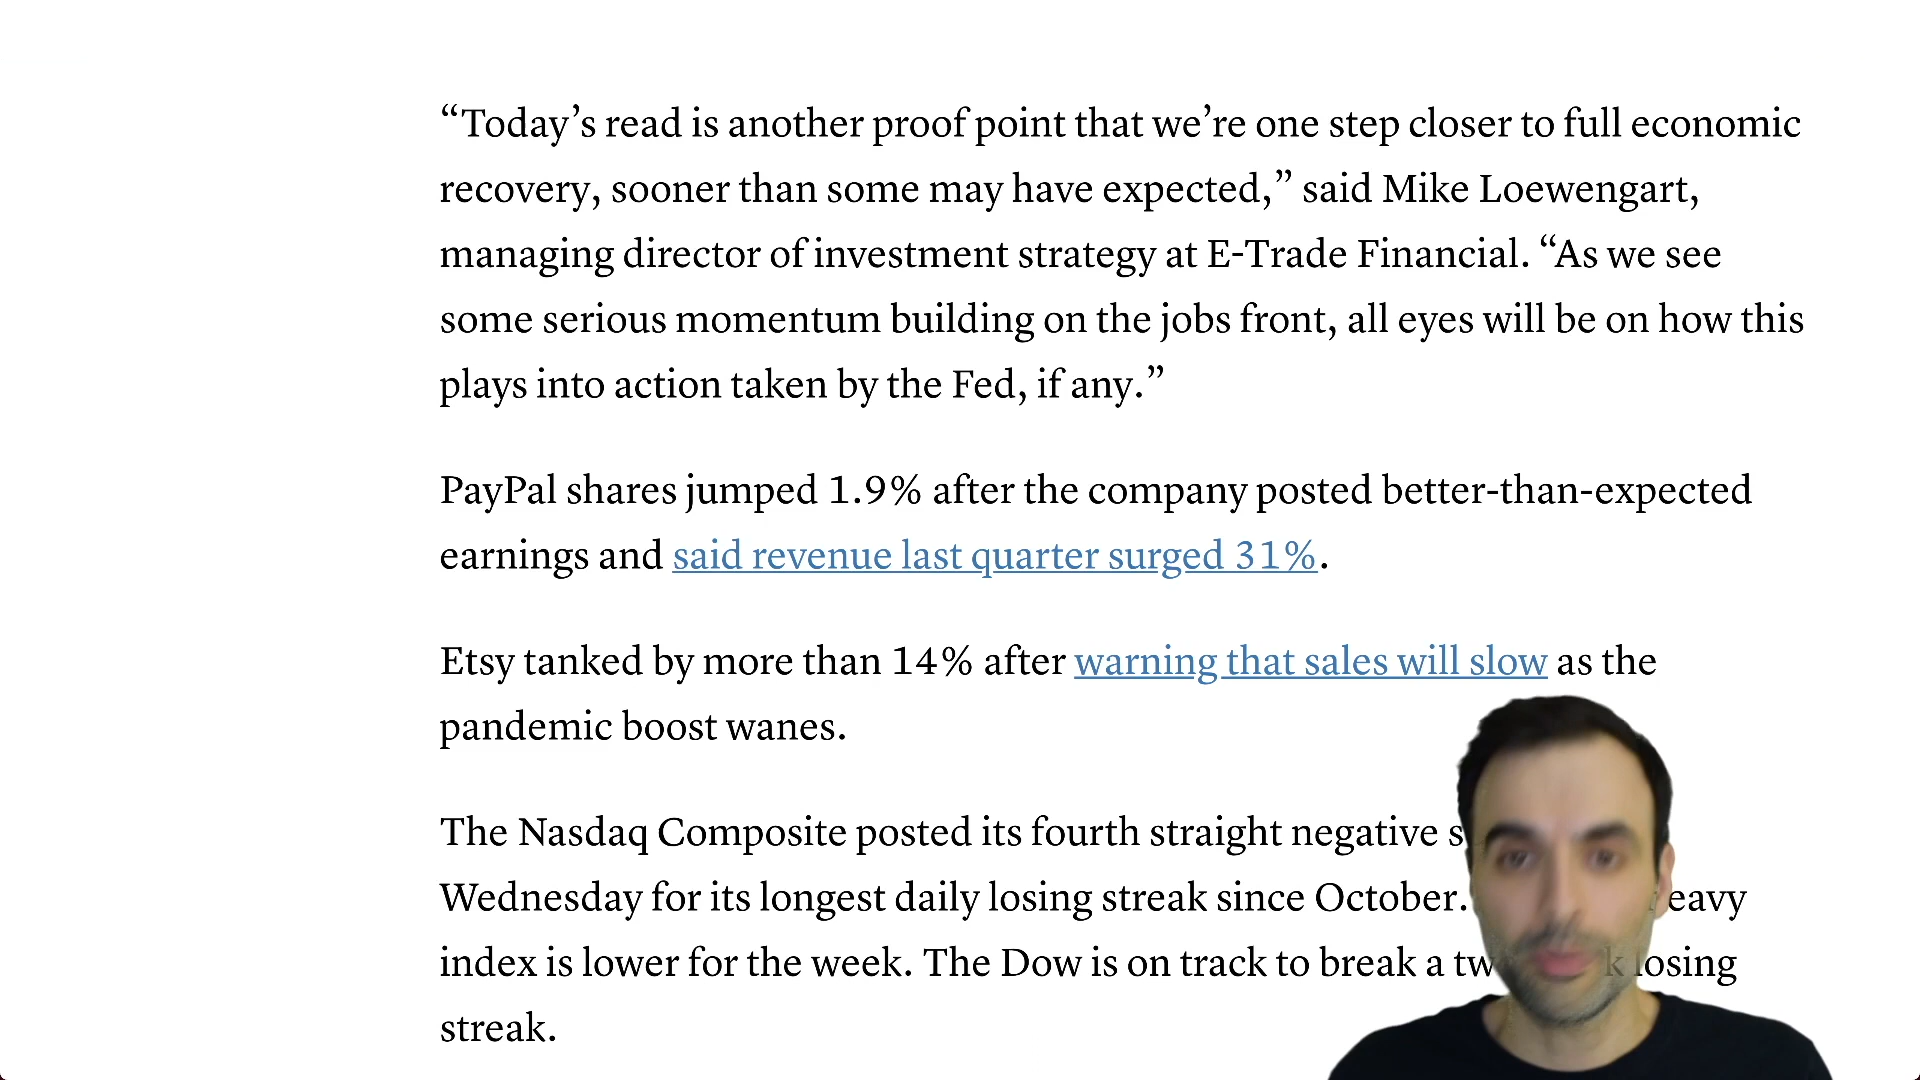 “Today’s read is another proof point that we’re one step closer to full economic
recovery, sooner than some may have expected,” said Mike Loewengart,
managing director of investment strategy at E-Trade Financial. “As we see
some serious momentum building on the jobs front, all eyes will be on how this
plays into action taken by the Fed, if any.”
PayPal shares jumped 1.9% after the company posted better-than-expected
earnings and said revenue last quarter surged 31%.
Etsy tanked by more than 14% after warning that sales will slow as the
pandemic boost wanes.
The Nasdaq Composite posted its fourth straight negative
Wednesday for its longest daily losing streak since October.
index is lower for the week. The Dow is on track to break a losing
streak.